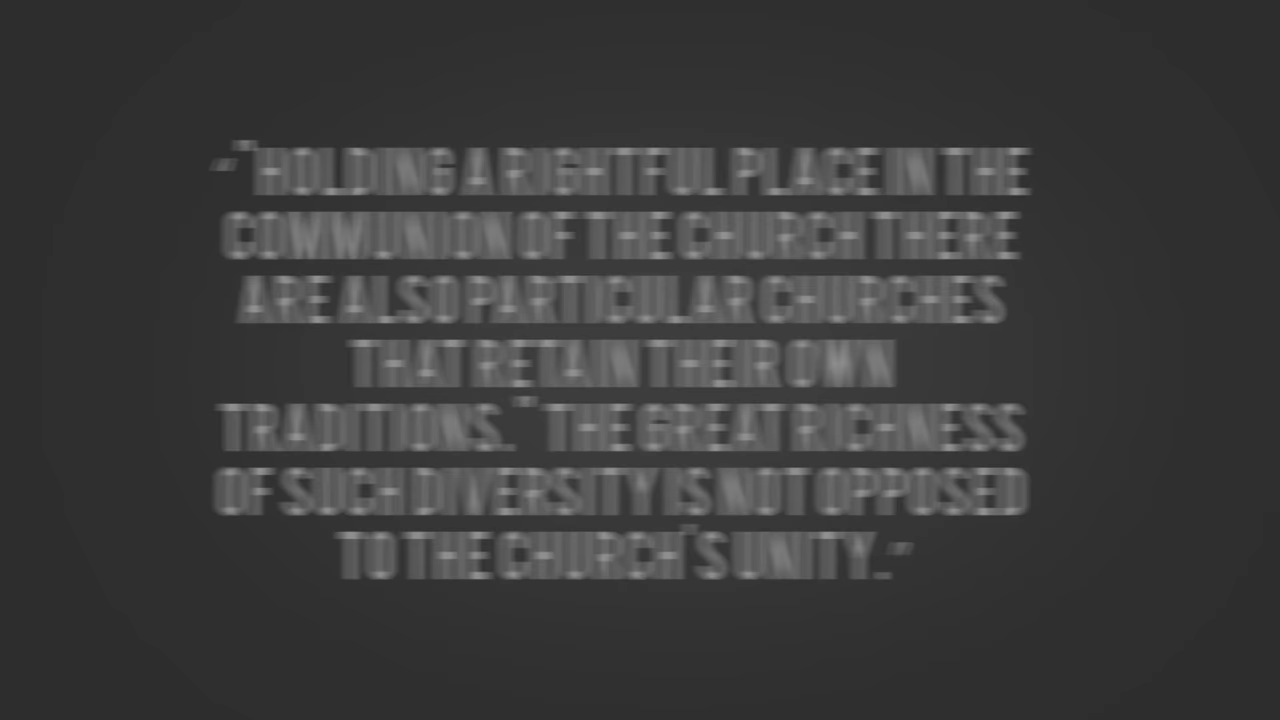 “"HOLDING A RIGHTFUL PLACE IN THE
COMMUNION OF THE CHURCH THERE
ARE ALSO PARTICULAR CHURCHES
THAT RETAIN THEIR OWN
TRADITIONS." THE GREAT RICHNESS
OF SUCH DIVERSITY IS NOT OPPOSED
TO THE CHURCH'S UNITY.”